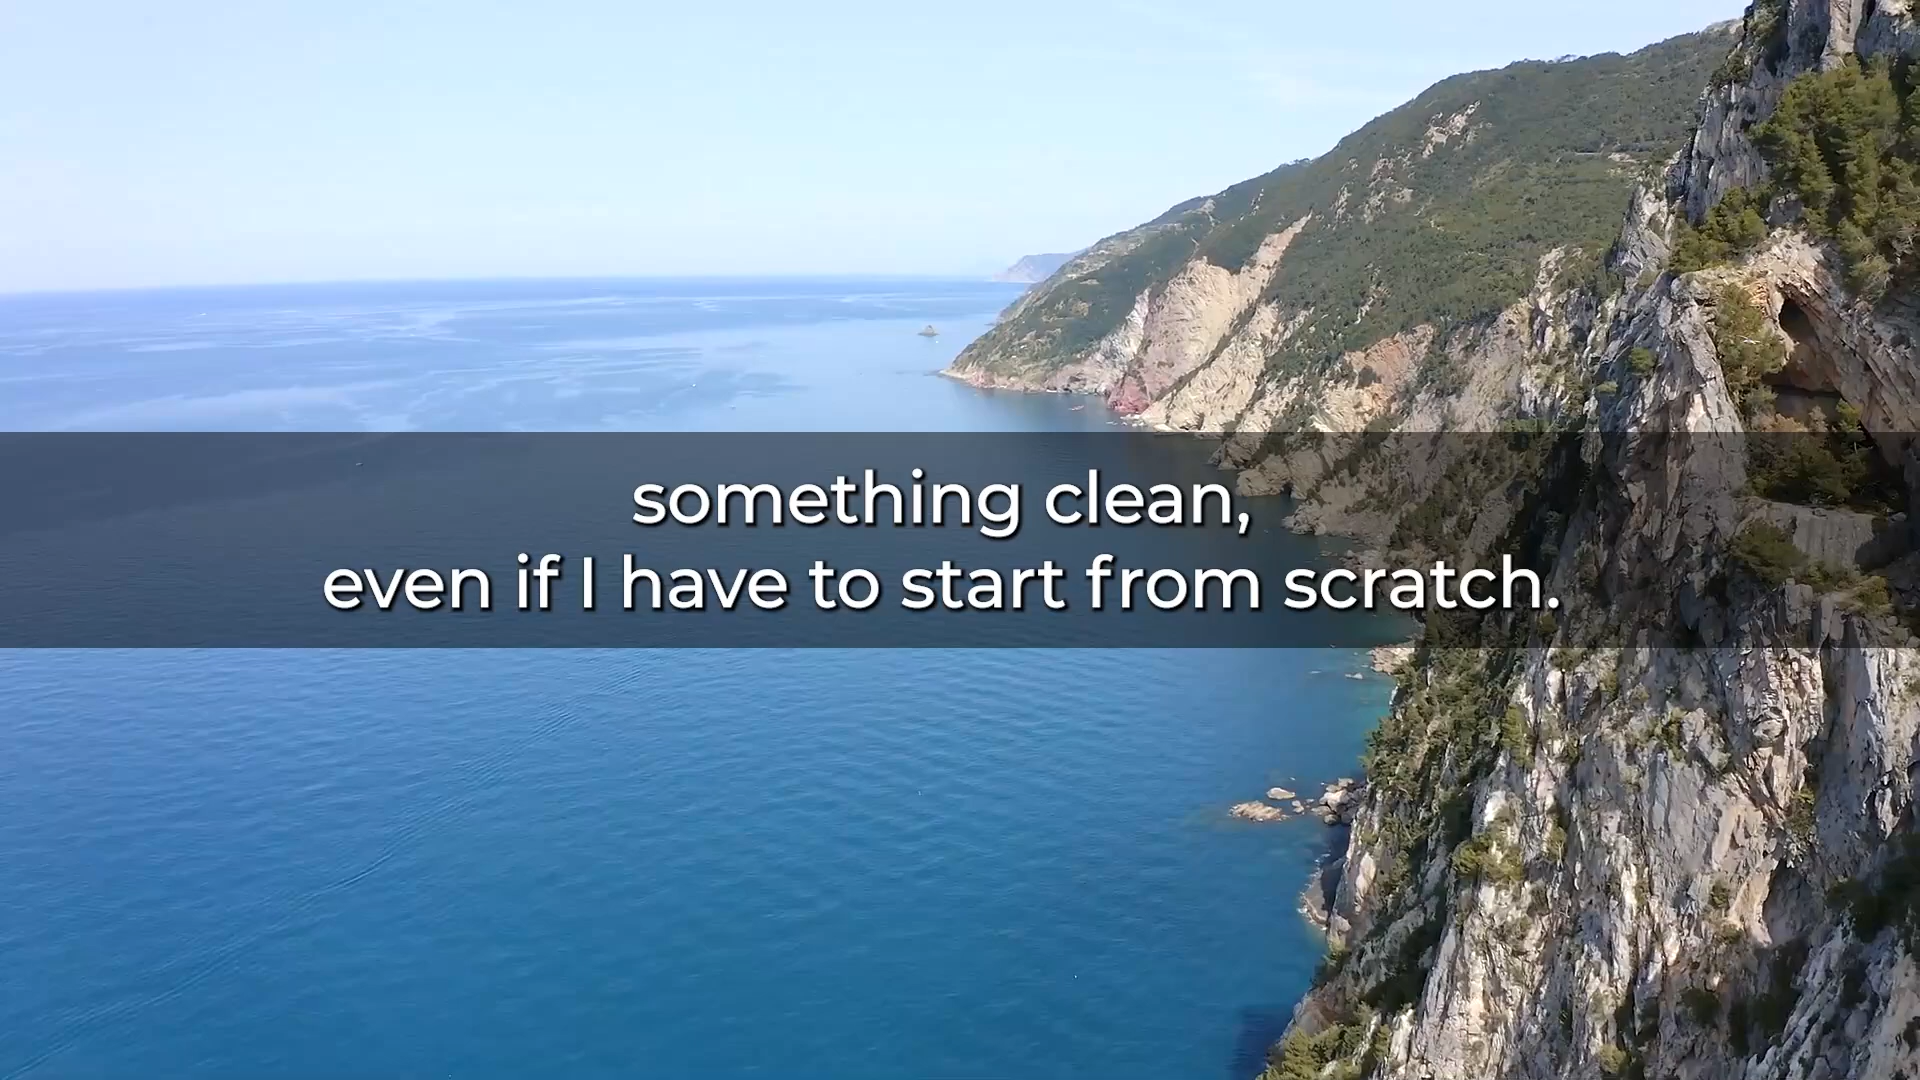 something clean,
even if I have to start from scratch.